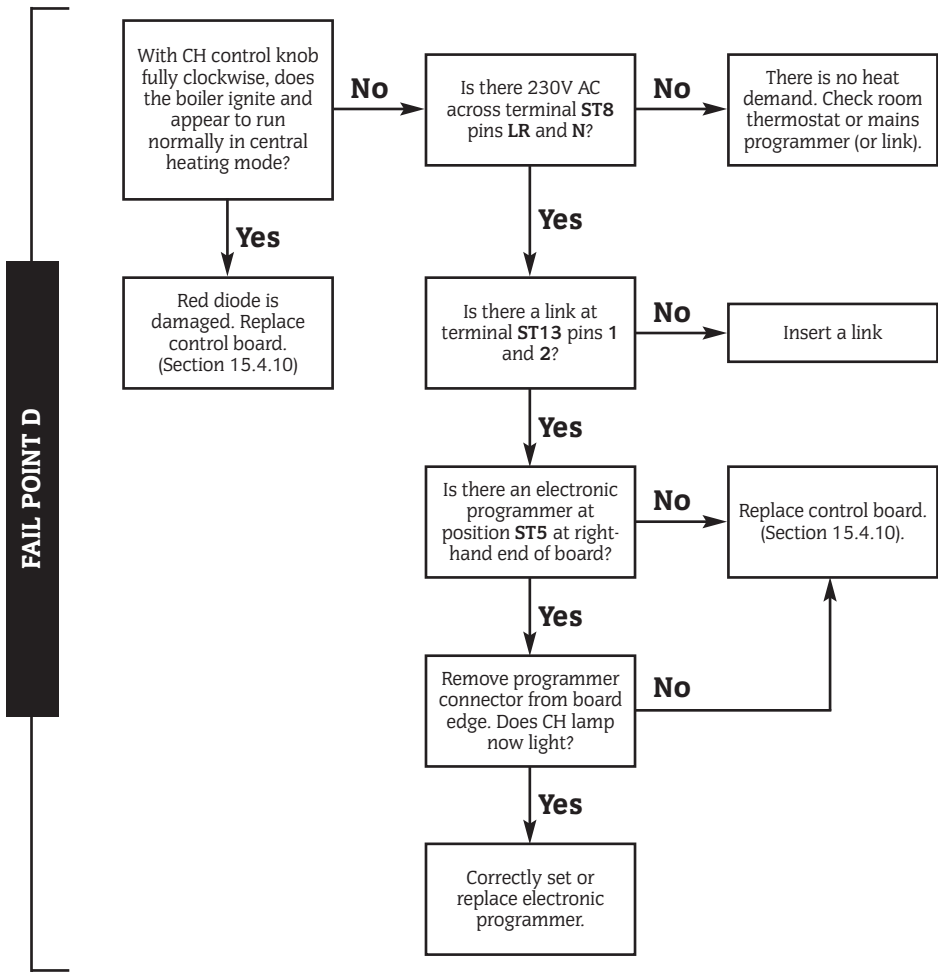 FAIL POINT D
With CH control knob
fully clockwise, does
the boiler ignite and
appear to run
normally in central
heating mode?
No
Is there 230V AC
across terminal ST8
pins LR and N?
No
There is no heat
demand. Check room
thermostat or mains
programmer (or link).
Yes
Yes
Red diode is
damaged. Replace
control board.
(Section 15.4.10)
Is there a link at
terminal ST13 pins 1
and 2?
No
Insert a link
Yes
Is there an electronic
programmer at
position ST5 at right-
hand end of board?
No
Replace control board.
(Section 15.4.10).
Yes
Remove programmer
connector from board
edge. Does CH lamp
now light?
No
Yes
Correctly set or
replace electronic
programmer.